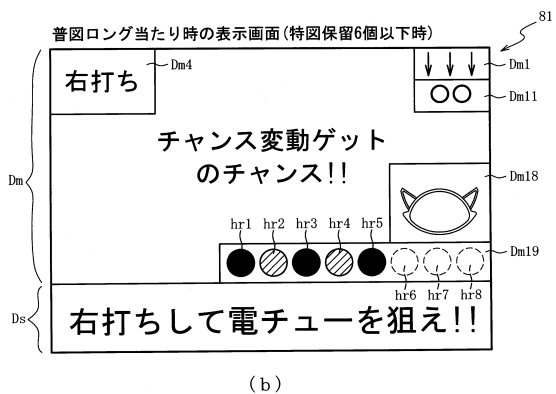 普図ロング当たり時の表示画面(特図保留6個以下時)
81
右打ち
Dm4
Dm1
Dm11
チャンス変動ゲット
のチャンス!!
Dm
Dm18
hr1 hr2 hr3 hr4 hr5
Dm19
hr6 hr7 hr8
Ds
右打ちして電チューを狙え!!
(b)